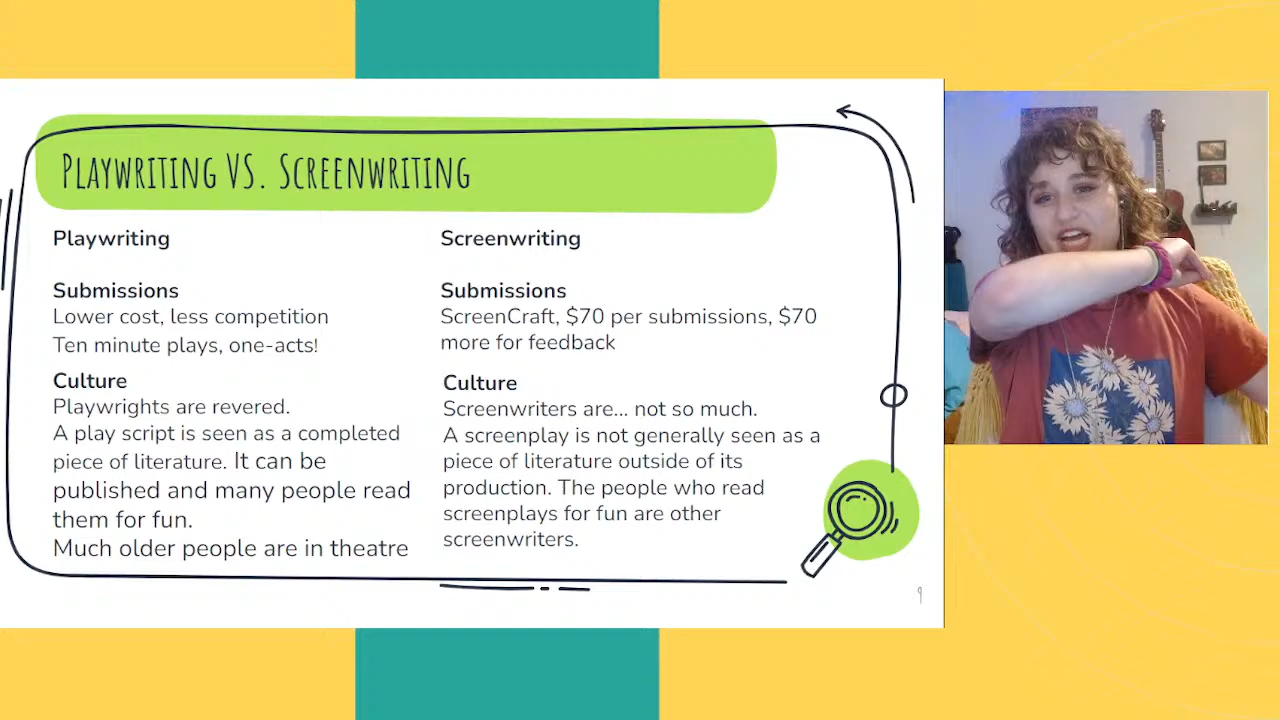 PLAYWRITING VS. SCREENWRITING
Playwriting
Submissions
Lower cost, less competition
Ten minute plays, one-acts!
Culture
Playwrights are revered.
A play script is seen as a completed
piece of literature. It can be
published and many people read
them for fun.
Much older people are in theatre
Screenwriting
Submissions
ScreenCraft, $70 per submissions, $70
more for feedback
Culture
Screenwriters are... not so much.
A screenplay is not generally seen as a
piece of literature outside of its
production. The people who read
screenplays for fun are other
screenwriters.
9